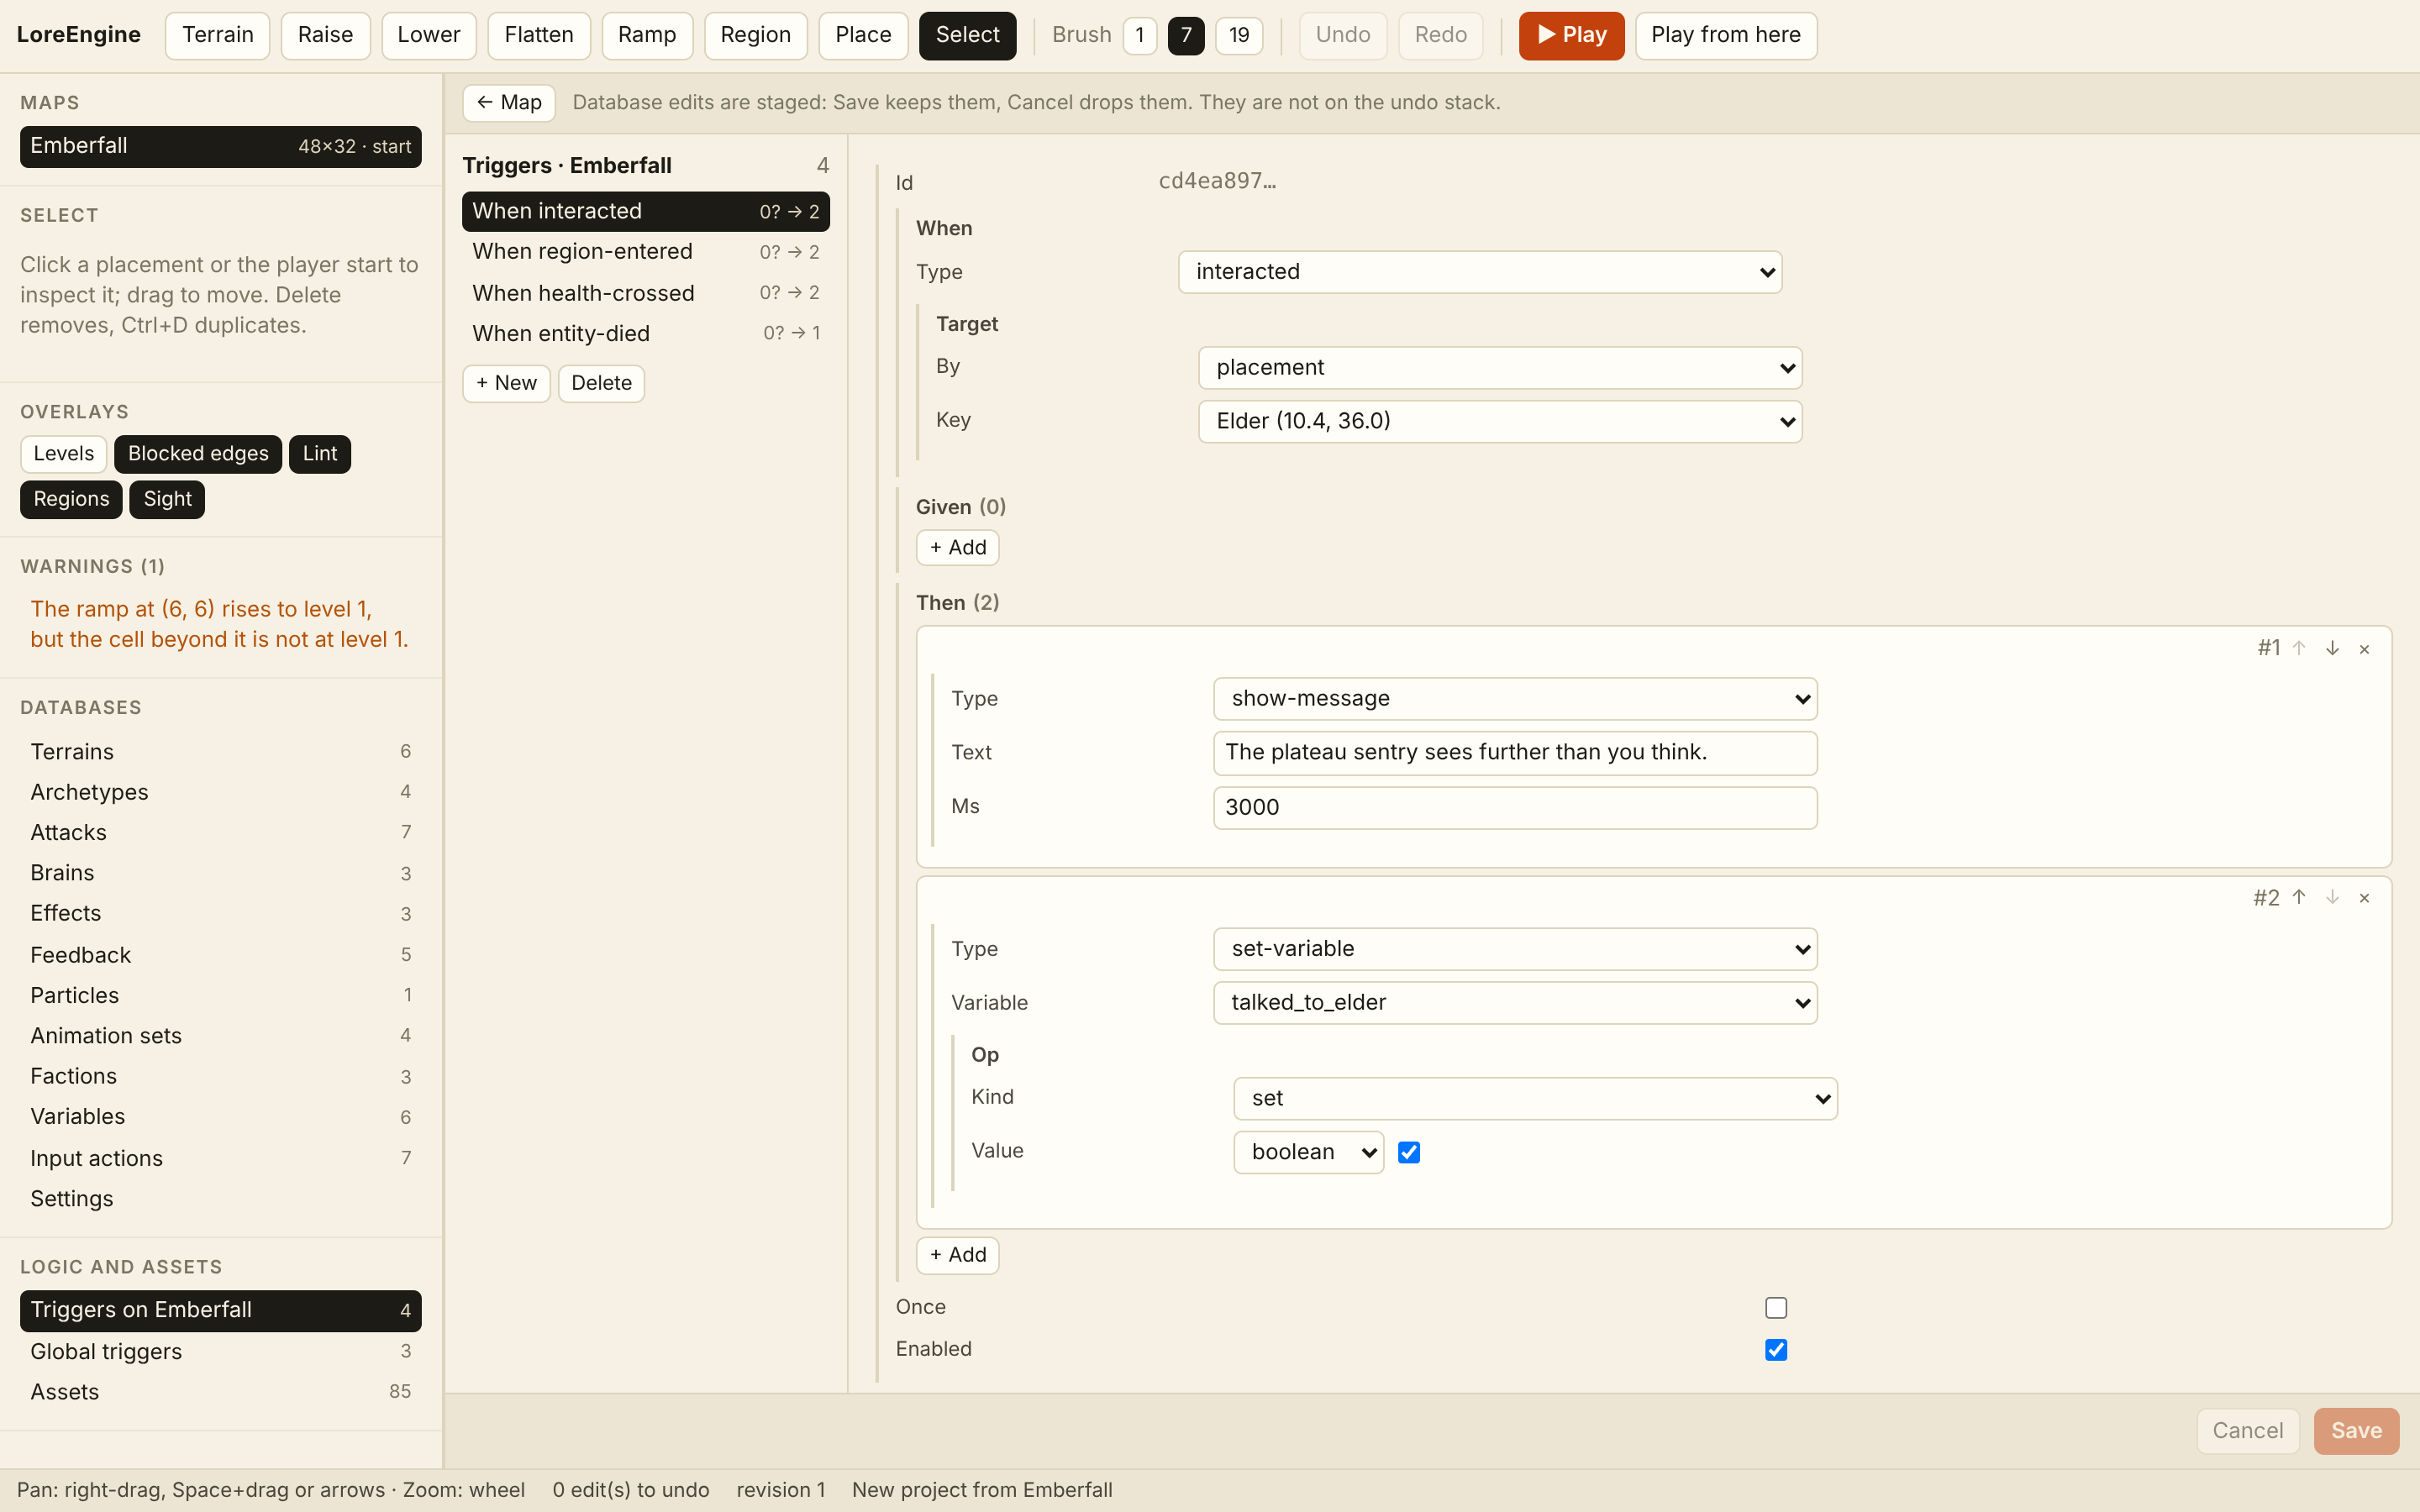 LoreEngine Terrain Raise Lower Flatten Ramp Region Place Select Brush 1 7 19 Undo Redo ▶ Play Play from here
MAPS
Emberfall 48×32 · start
SELECT
Click a placement or the player start to
inspect it; drag to move. Delete
removes, Ctrl+D duplicates.
OVERLAYS
Levels Blocked edges Lint
Regions Sight
WARNINGS (1)
The ramp at (6, 6) rises to level 1,
but the cell beyond it is not at level 1.
DATABASES
Terrains 6
Archetypes 4
Attacks 7
Brains 3
Effects 3
Feedback 5
Particles 1
Animation sets 4
Factions 3
Variables 6
Input actions 7
Settings
LOGIC AND ASSETS
Triggers on Emberfall 4
Global triggers 3
Assets 85
← Map Database edits are staged: Save keeps them, Cancel drops them. They are not on the undo stack.
Triggers · Emberfall 4
When interacted 0? → 2
When region-entered 0? → 2
When health-crossed 0? → 2
When entity-died 0? → 1
+ New Delete
Id cd4ea897…
When
Type interacted
Target
By placement
Key Elder (10.4, 36.0)
Given (0)
+ Add
Then (2)
#1 ↑ ↓ ×
Type show-message
Text The plateau sentry sees further than you think.
Ms 3000
#2 ↑ ↓ ×
Type set-variable
Variable talked_to_elder
Op
Kind set
Value boolean
+ Add
Once
Enabled
Cancel Save
Pan: right-drag, Space+drag or arrows · Zoom: wheel 0 edit(s) to undo revision 1 New project from Emberfall